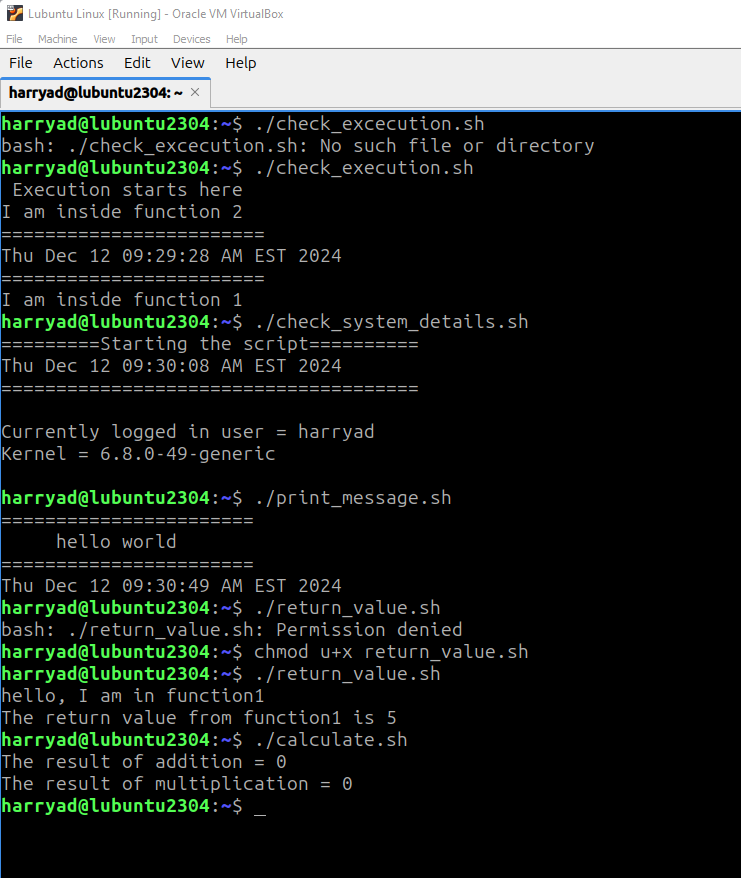 Lubuntu Linux [Running] - Oracle VM VirtualBox
File Machine View Input Devices Help
File Actions Edit View Help
harryad@lubuntu2304: ~ ×
harryad@lubuntu2304:~$ ./check_excecution.sh
bash: ./check_excecution.sh: No such file or directory
harryad@lubuntu2304:~$ ./check_execution.sh
 Execution starts here
I am inside function 2
========================
Thu Dec 12 09:29:28 AM EST 2024
========================
I am inside function 1
harryad@lubuntu2304:~$ ./check_system_details.sh
=========Starting the script==========
Thu Dec 12 09:30:08 AM EST 2024
======================================
Currently logged in user = harryad
Kernel = 6.8.0-49-generic
harryad@lubuntu2304:~$ ./print_message.sh
=======================
     hello world
=======================
Thu Dec 12 09:30:49 AM EST 2024
harryad@lubuntu2304:~$ ./return_value.sh
bash: ./return_value.sh: Permission denied
harryad@lubuntu2304:~$ chmod u+x return_value.sh
harryad@lubuntu2304:~$ ./return_value.sh
hello, I am in function1
The return value from function1 is 5
harryad@lubuntu2304:~$ ./calculate.sh
The result of addition = 0
The result of multiplication = 0
harryad@lubuntu2304:~$ _